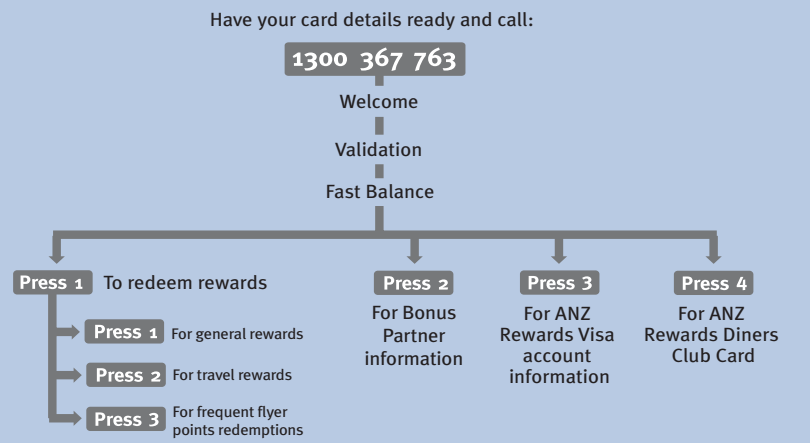 Have your card details ready and call:
1300 367 763
Welcome
Validation
Fast Balance
Press 1 To redeem rewards
Press 1 For general rewards
Press 2 For travel rewards
Press 3 For frequent flyer
points redemptions
Press 2
For Bonus
Partner
information
Press 3
For ANZ
Rewards Visa
account
information
Press 4
For ANZ
Rewards Diners
Club Card